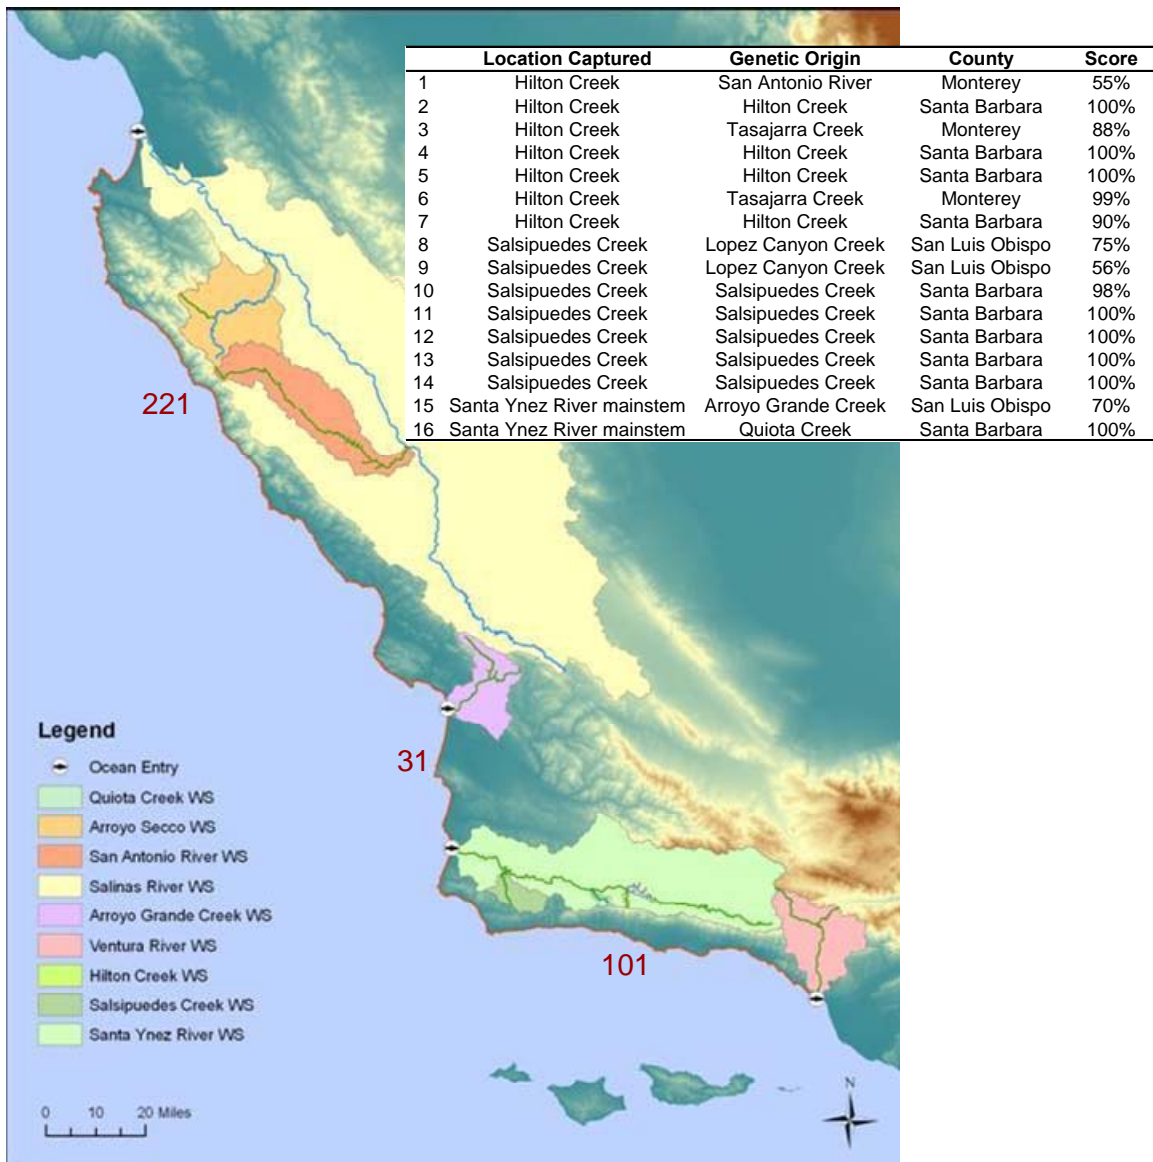 Location Captured Genetic Origin County Score
1 Hilton Creek San Antonio River Monterey 55%
2 Hilton Creek Hilton Creek Santa Barbara 100%
3 Hilton Creek Tasajarra Creek Monterey 88%
4 Hilton Creek Hilton Creek Santa Barbara 100%
5 Hilton Creek Hilton Creek Santa Barbara 100%
6 Hilton Creek Tasajarra Creek Monterey 99%
7 Hilton Creek Hilton Creek Santa Barbara 90%
8 Salsipuedes Creek Lopez Canyon Creek San Luis Obispo 75%
9 Salsipuedes Creek Lopez Canyon Creek San Luis Obispo 56%
10 Salsipuedes Creek Salsipuedes Creek Santa Barbara 98%
11 Salsipuedes Creek Salsipuedes Creek Santa Barbara 100%
12 Salsipuedes Creek Salsipuedes Creek Santa Barbara 100%
13 Salsipuedes Creek Salsipuedes Creek Santa Barbara 100%
14 Salsipuedes Creek Salsipuedes Creek Santa Barbara 100%
15 Santa Ynez River mainstem Arroyo Grande Creek San Luis Obispo 70%
16 Santa Ynez River mainstem Quiota Creek Santa Barbara 100%
221
31
101
Legend
Ocean Entry
Quiota Creek WS
Arroyo Secco WS
San Antonio River WS
Salinas River WS
Arroyo Grande Creek WS
Ventura River WS
Hilton Creek WS
Salsipuedes Creek WS
Santa Ynez River WS
0 10 20 Miles
N